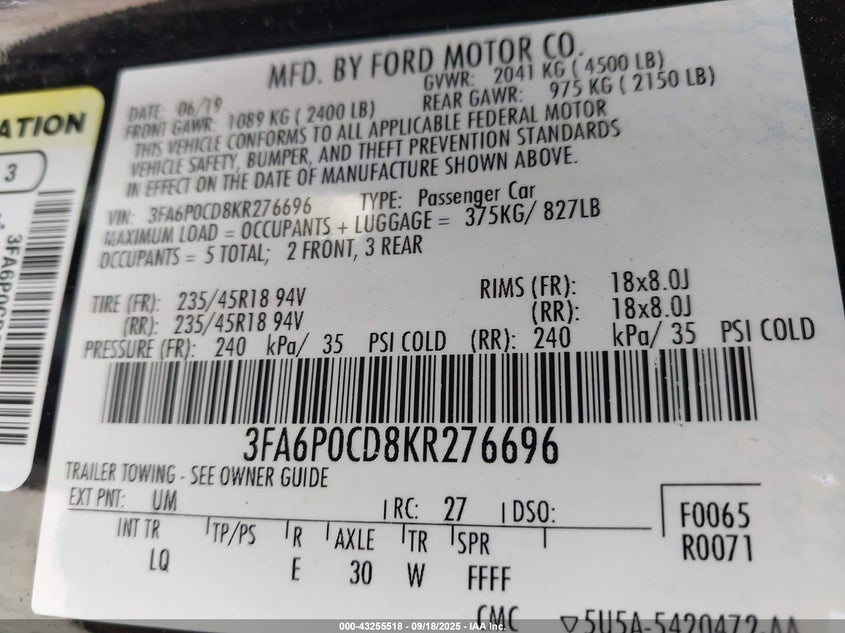 MFD. BY FORD MOTOR CO.
DATE: 06/19 GVWR: 2041 KG ( 4500 LB)
FRONT GAWR: 1089 KG ( 2400 LB) REAR GAWR: 975 KG ( 2150 LB)
THIS VEHICLE CONFORMS TO ALL APPLICABLE FEDERAL MOTOR
VEHICLE SAFETY, BUMPER, AND THEFT PREVENTION STANDARDS
IN EFFECT ON THE DATE OF MANUFACTURE SHOWN ABOVE.
VIN: 3FA6P0CD8KR276696 TYPE: Passenger Car
MAXIMUM LOAD = OCCUPANTS + LUGGAGE = 375KG/ 827LB
OCCUPANTS = 5 TOTAL; 2 FRONT, 3 REAR
TIRE (FR): 235/45R18 94V RIMS (FR): 18x8.0J
(RR): 235/45R18 94V (RR): 18x8.0J
PRESSURE (FR): 240 kPa/ 35 PSI COLD (RR): 240 kPa/ 35 PSI COLD
3FA6P0CD8KR276696
TRAILER TOWING - SEE OWNER GUIDE
EXT PNT: UM RC: 27 DSO: F0065
INT TR TP/PS R AXLE TR SPR R0071
LQ E 30 W FFFF
CMC ▽5U5A-5420472-AA
ATION
3
3FA6P0CD
000-43255518 - 09/18/2025 - IAA Inc.